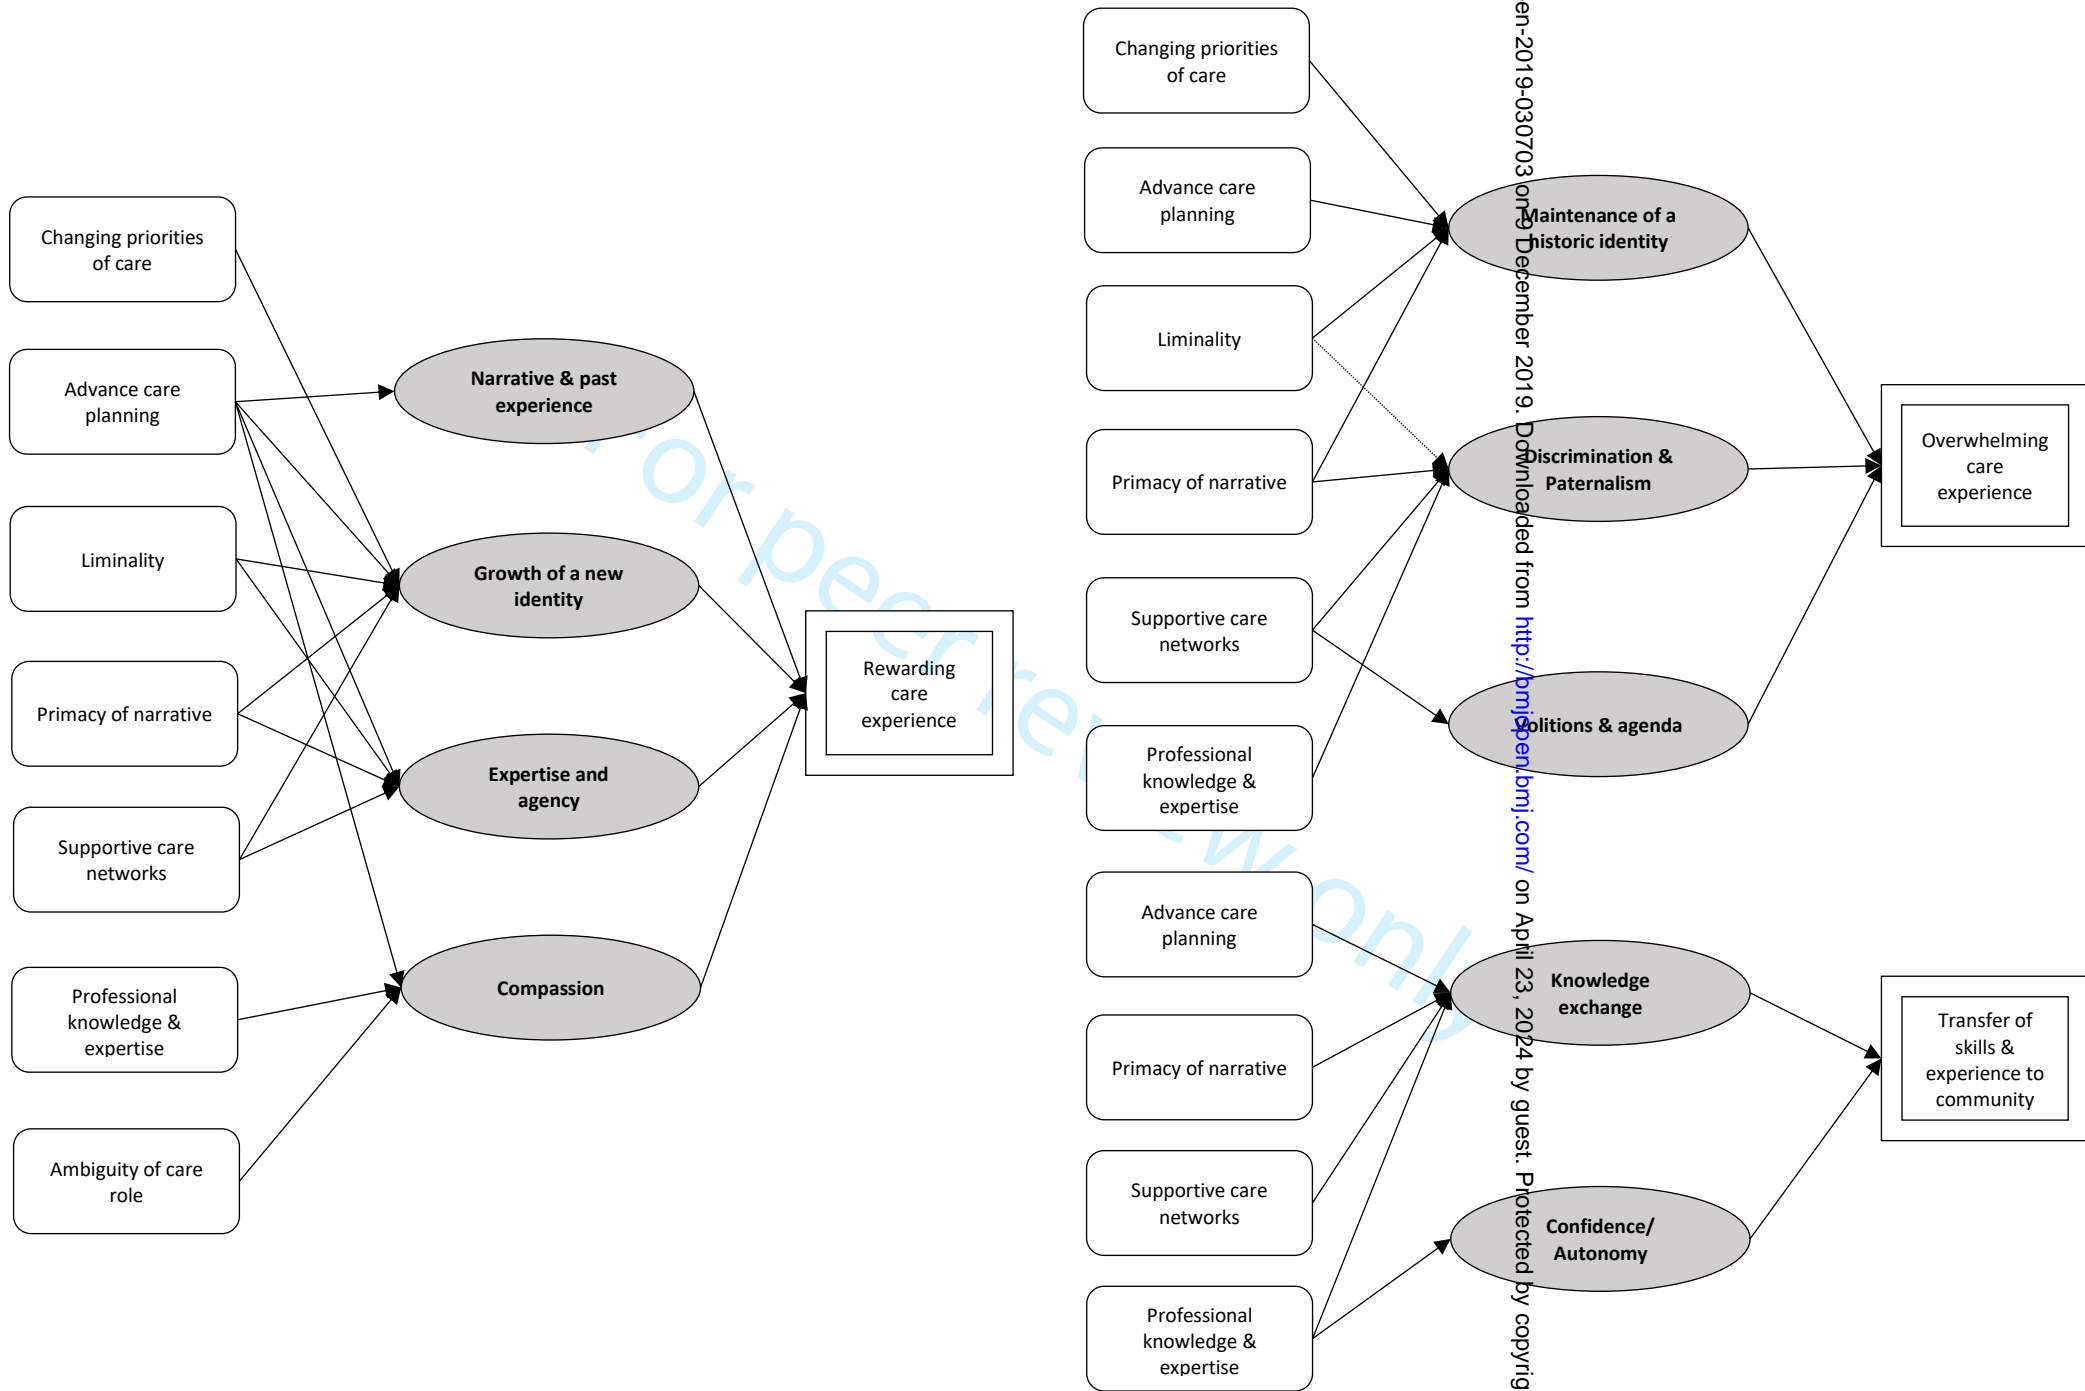 Changing priorities
of care
Advance care
planning
Liminality
Primacy of narrative
Supportive care
networks
Professional
knowledge &
expertise
Ambiguity of care
role
Narrative & past
experience
Growth of a new
identity
Expertise and
agency
Compassion
Rewarding
care
experience
Changing priorities
of care
Advance care
planning
Liminality
Primacy of narrative
Supportive care
networks
Professional
knowledge &
expertise
Maintenance of a
historic identity
Discrimination &
Paternalism
& agenda
Overwhelming
care
experience
Advance care
planning
Primacy of narrative
Supportive care
networks
Professional
knowledge &
expertise
Knowledge
exchange
Confidence/
Autonomy
Transfer of
skills &
experience to
community
For peer review only
en-2019-030703 on 9 December 2019. Downloaded from http://bmjopen.bmj.com/ on April 23, 2024 by guest. Protected by copyrig